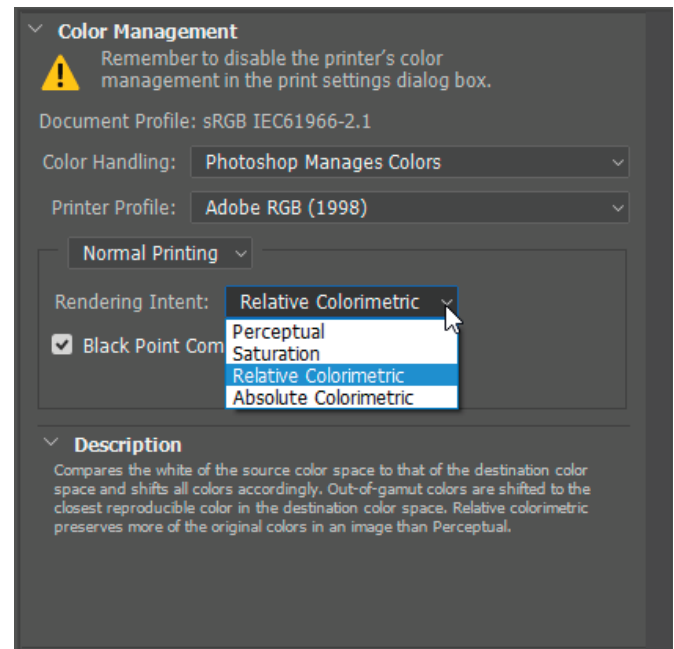 Color Management
Remember to disable the printer's color
management in the print settings dialog box.
Document Profile: sRGB IEC61966-2.1
Color Handling: Photoshop Manages Colors
Printer Profile: Adobe RGB (1998)
Normal Printing
Rendering Intent: Relative Colorimetric
Perceptual
Black Point Com
Saturation
Relative Colorimetric
Absolute Colorimetric
Description
Compares the white of the source color space to that of the destination color
space and shifts all colors accordingly. Out-of-gamut colors are shifted to the
closest reproducible color in the destination color space. Relative colorimetric
preserves more of the original colors in an image than Perceptual.